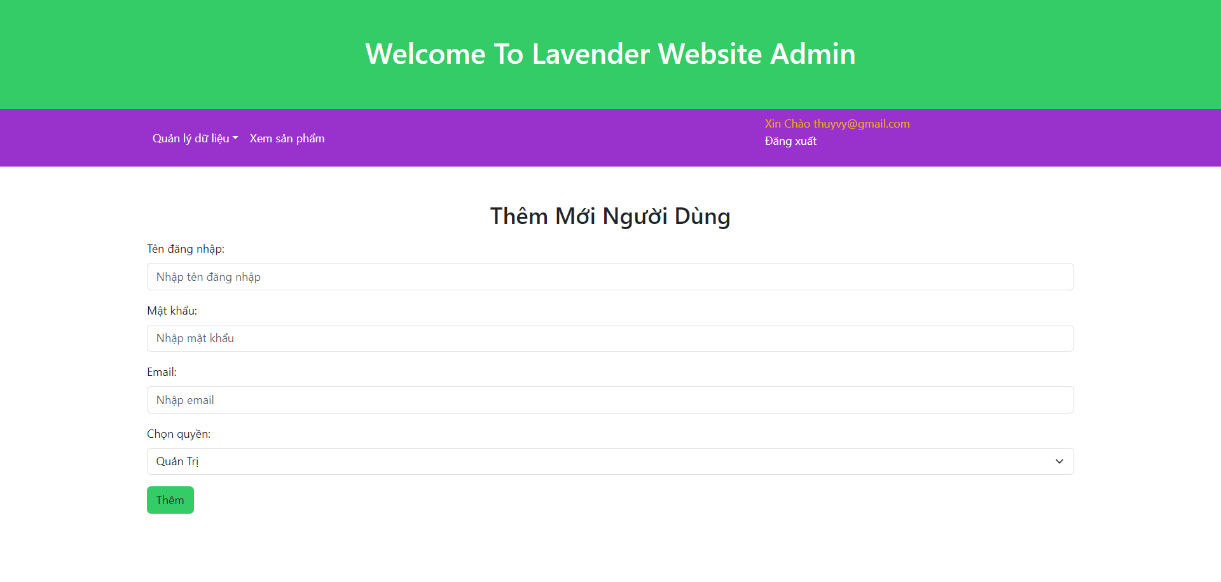 Welcome To Lavender Website Admin
Quản lý dữ liệu Xem sản phẩm
Xin Chào thuyvy@gmail.com
Đăng xuất
Thêm Mới Người Dùng
Tên đăng nhập:
Nhập tên đăng nhập
Mật khẩu:
Nhập mật khẩu
Email:
Nhập email
Chọn quyền:
Quản Trị
Thêm